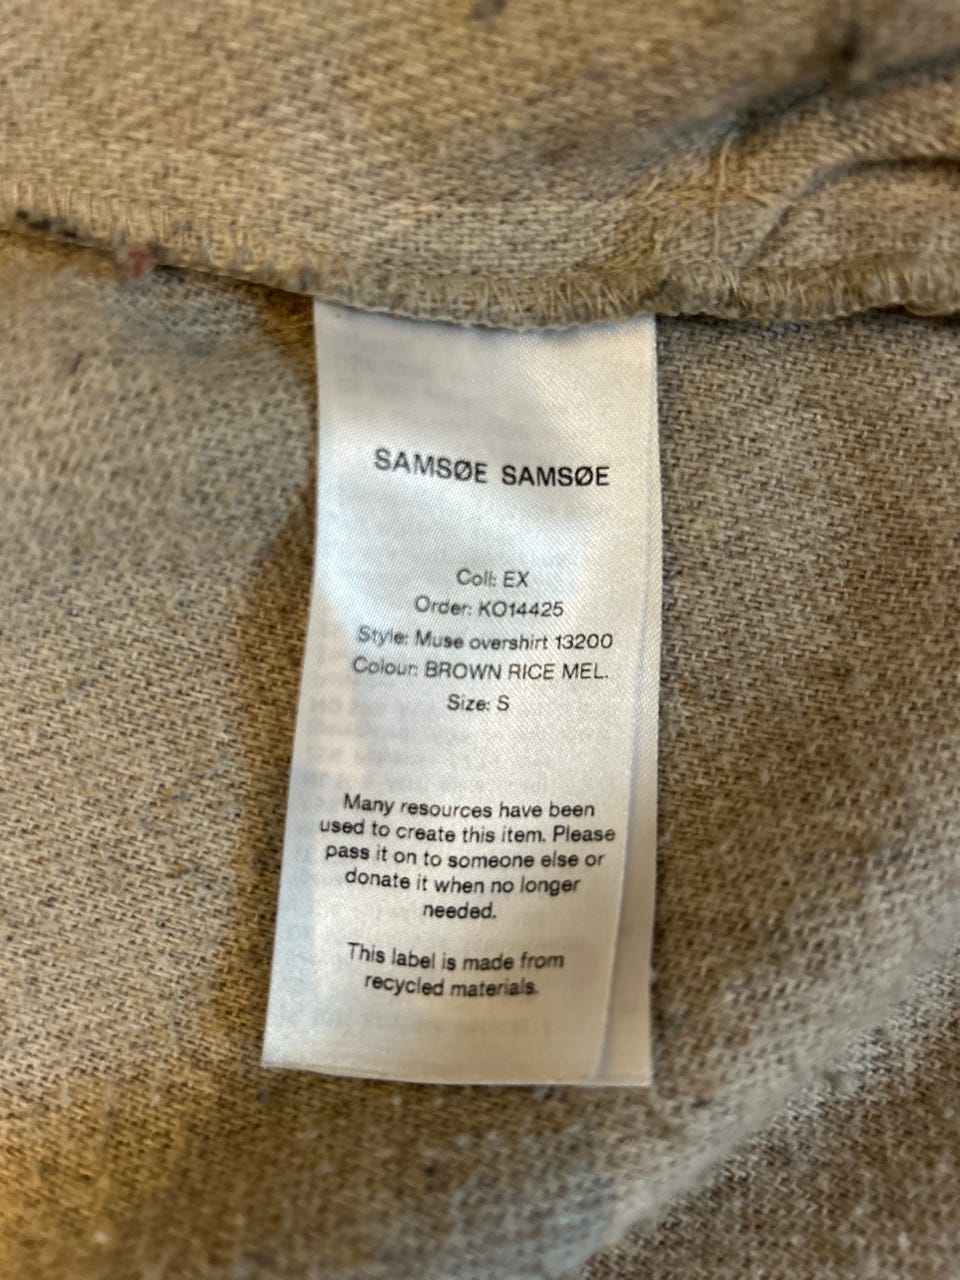 SAMSØE SAMSØE
Coll: EX
Order: KO14425
Style: Muse overshirt 13200
Colour: BROWN RICE MEL.
Size: S
Many resources have been
used to create this item. Please
pass it on to someone else or
donate it when no longer
needed.
This label is made from
recycled materials.